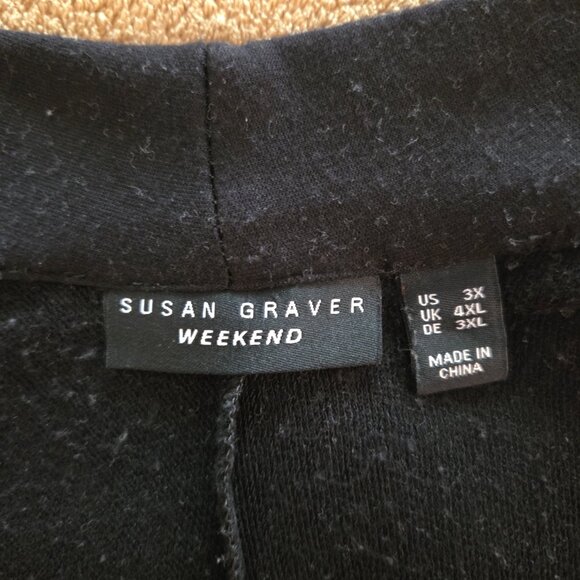 SUSAN GRAVER
WEEKEND
US 3X
UK 4XL
DE 3XL
MADE IN
CHINA